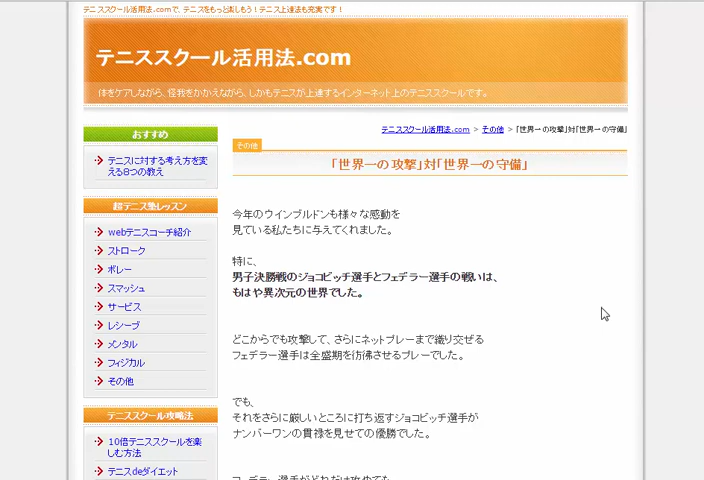 テニススクール活用法.comで、テニスをもっと楽しもう！テニス上達法も充実です！
テニススクール活用法.com
体をケアしながら、怪我をかかえながら、しかもテニスが上達するインターネット上のテニススクールです。
おすすめ
テニスに対する考え方を変
える8つの教え
超テニス塾レッスン
webテニスコーチ紹介
ストローク
ボレー
スマッシュ
サービス
レシーブ
メンタル
フィジカル
その他
テニススクール攻略法
10倍テニススクールを楽
しむ方法
テニスdeダイエット
テニススクール活用法.com > その他 > 「世界一の攻撃」対「世界一の守備」
その他
「世界一の攻撃」対「世界一の守備」
今年のウインブルドンも様々な感動を
見ている私たちに与えてくれました。
特に、
男子決勝戦のジョコビッチ選手とフェデラー選手の戦いは、
もはや異次元の世界でした。
どこからでも攻撃して、さらにネットプレーまで織り交ぜる
フェデラー選手は全盛期を彷彿させるプレーでした。
でも、
それをさらに厳しいところに打ち返すジョコビッチ選手が
ナンバーワンの貫禄を見せての優勝でした。